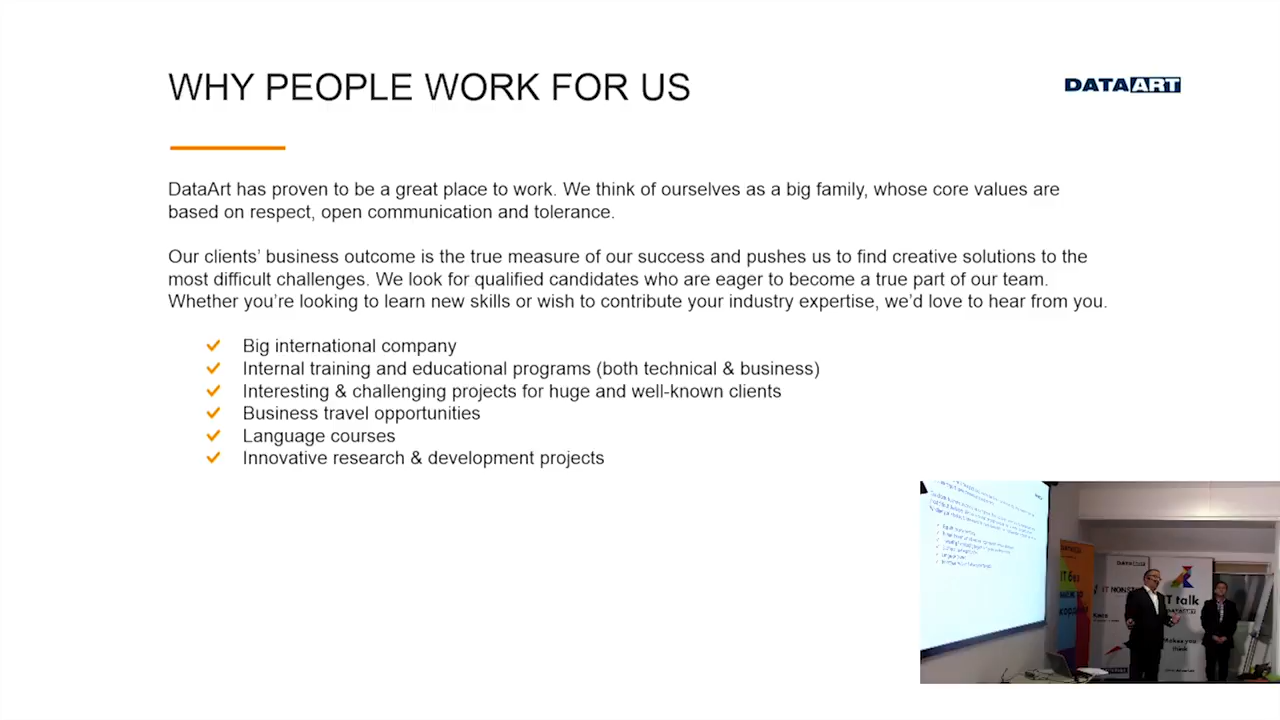 WHY PEOPLE WORK FOR US
DATAART
DataArt has proven to be a great place to work. We think of ourselves as a big family, whose core values are
based on respect, open communication and tolerance.
Our clients’ business outcome is the true measure of our success and pushes us to find creative solutions to the
most difficult challenges. We look for qualified candidates who are eager to become a true part of our team.
Whether you’re looking to learn new skills or wish to contribute your industry expertise, we’d love to hear from you.
Big international company
Internal training and educational programs (both technical & business)
Interesting & challenging projects for huge and well-known clients
Business travel opportunities
Language courses
Innovative research & development projects
IT talk
Makes you
think